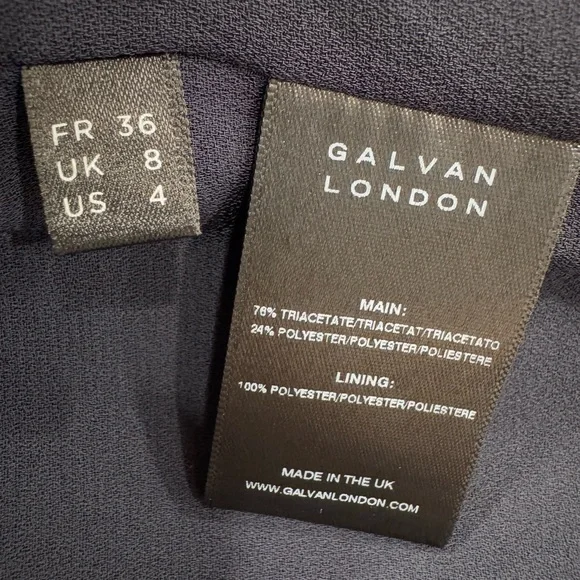 FR 36
UK 8
US 4
GALVAN
LONDON
MAIN:
76% TRIACETATE/TRIACETAT/TRIACETATO
24% POLYESTER/POLYESTER/POLIESTERE
LINING:
100% POLYESTER/POLYESTER/POLIESTERE
MADE IN THE UK
WWW.GALVANLONDON.COM